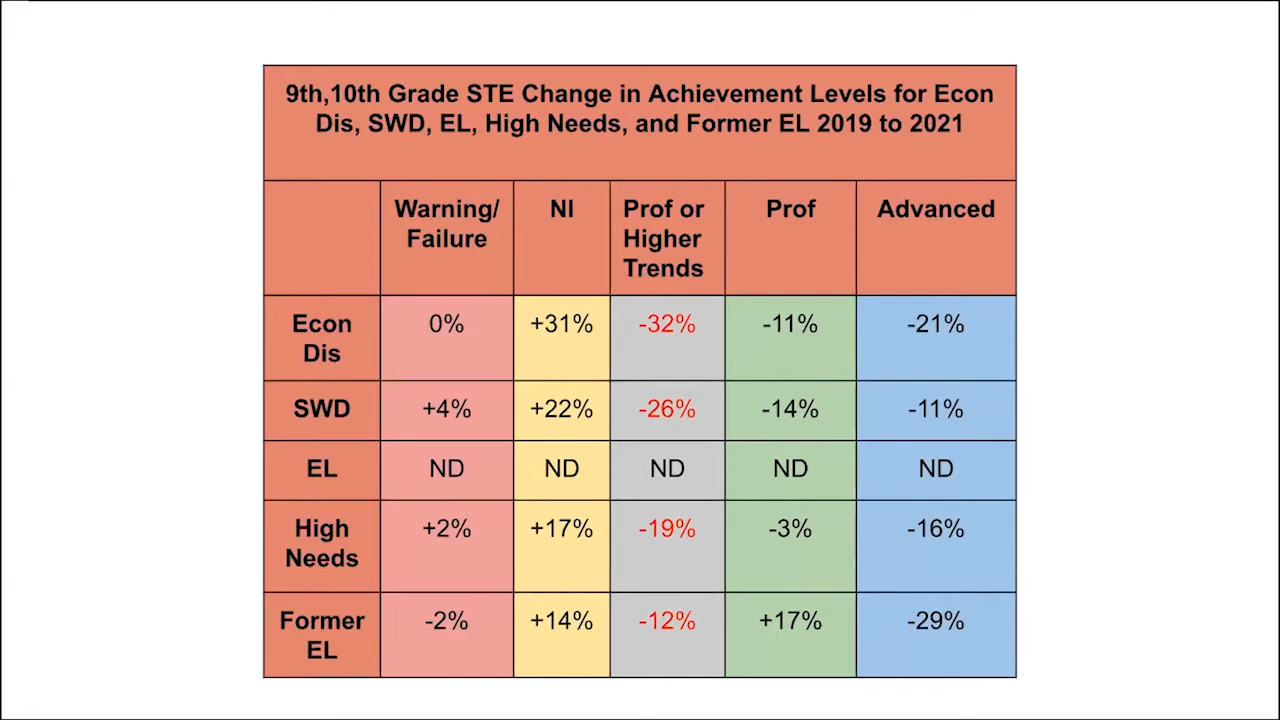 9th,10th Grade STE Change in Achievement Levels for Econ
Dis, SWD, EL, High Needs, and Former EL 2019 to 2021
Warning/
Failure
NI
Prof or
Higher
Trends
Prof
Advanced
Econ
Dis
0%
+31%
-32%
-11%
-21%
SWD
+4%
+22%
-26%
-14%
-11%
EL
ND
ND
ND
ND
ND
High
Needs
+2%
+17%
-19%
-3%
-16%
Former
EL
-2%
+14%
-12%
+17%
-29%